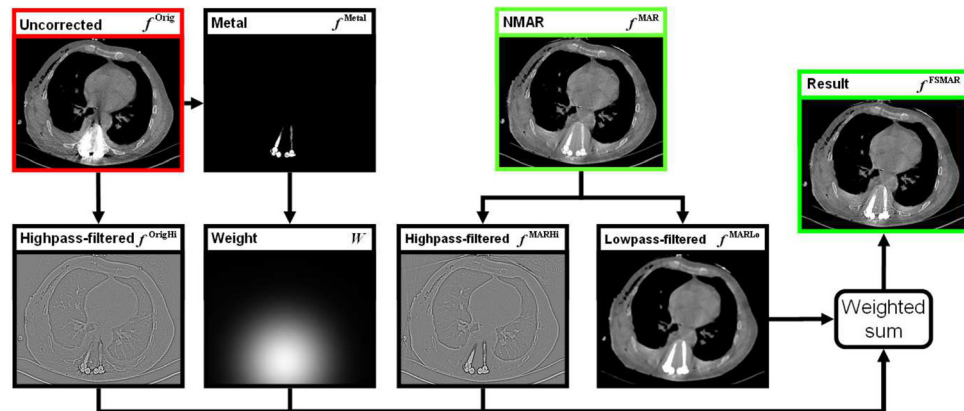 Uncorrected f^Orig
Metal f^Metal
NMAR f^MAR
Result f^FSMAR
Highpass-filtered f^OrigHi
Weight W
Highpass-filtered f^MARHi
Lowpass-filtered f^MARLo
Weighted
sum